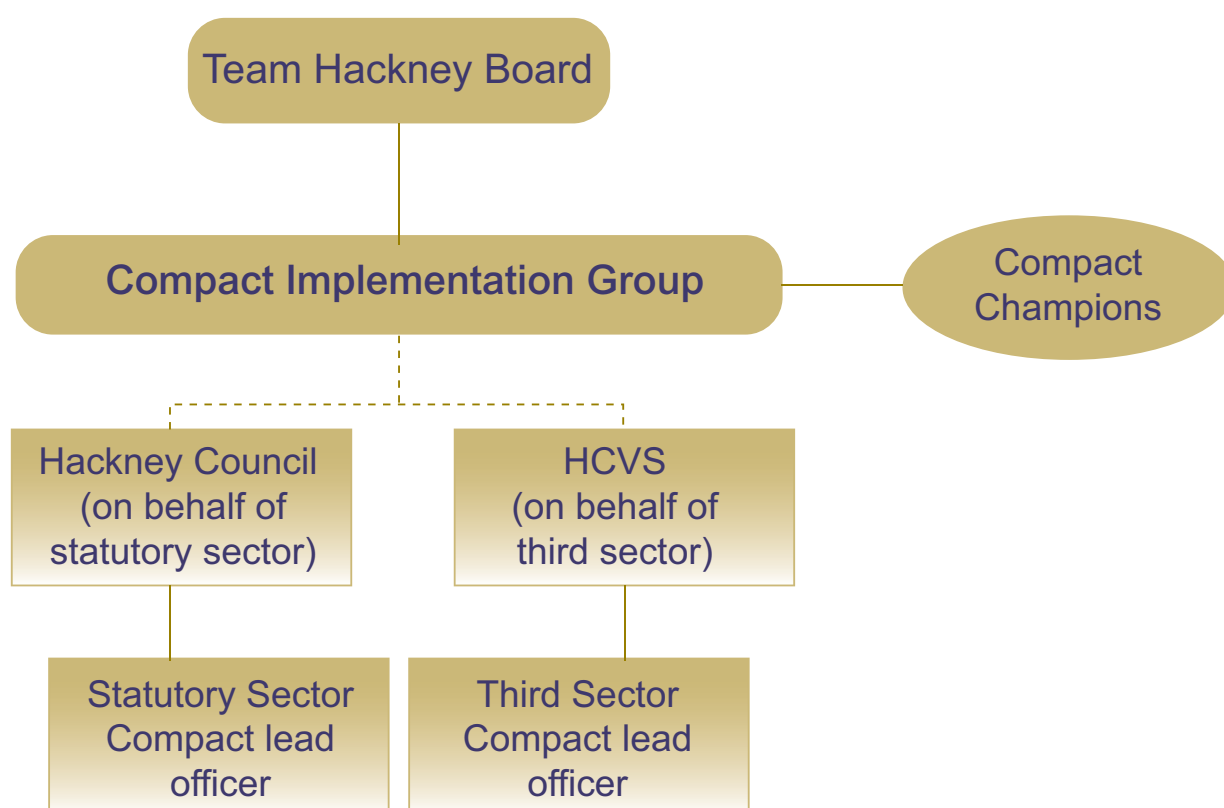 Team Hackney Board
Compact Implementation Group
Compact
Champions
Hackney Council
(on behalf of
statutory sector)
HCVS
(on behalf of
third sector)
Statutory Sector
Compact lead
officer
Third Sector
Compact lead
officer